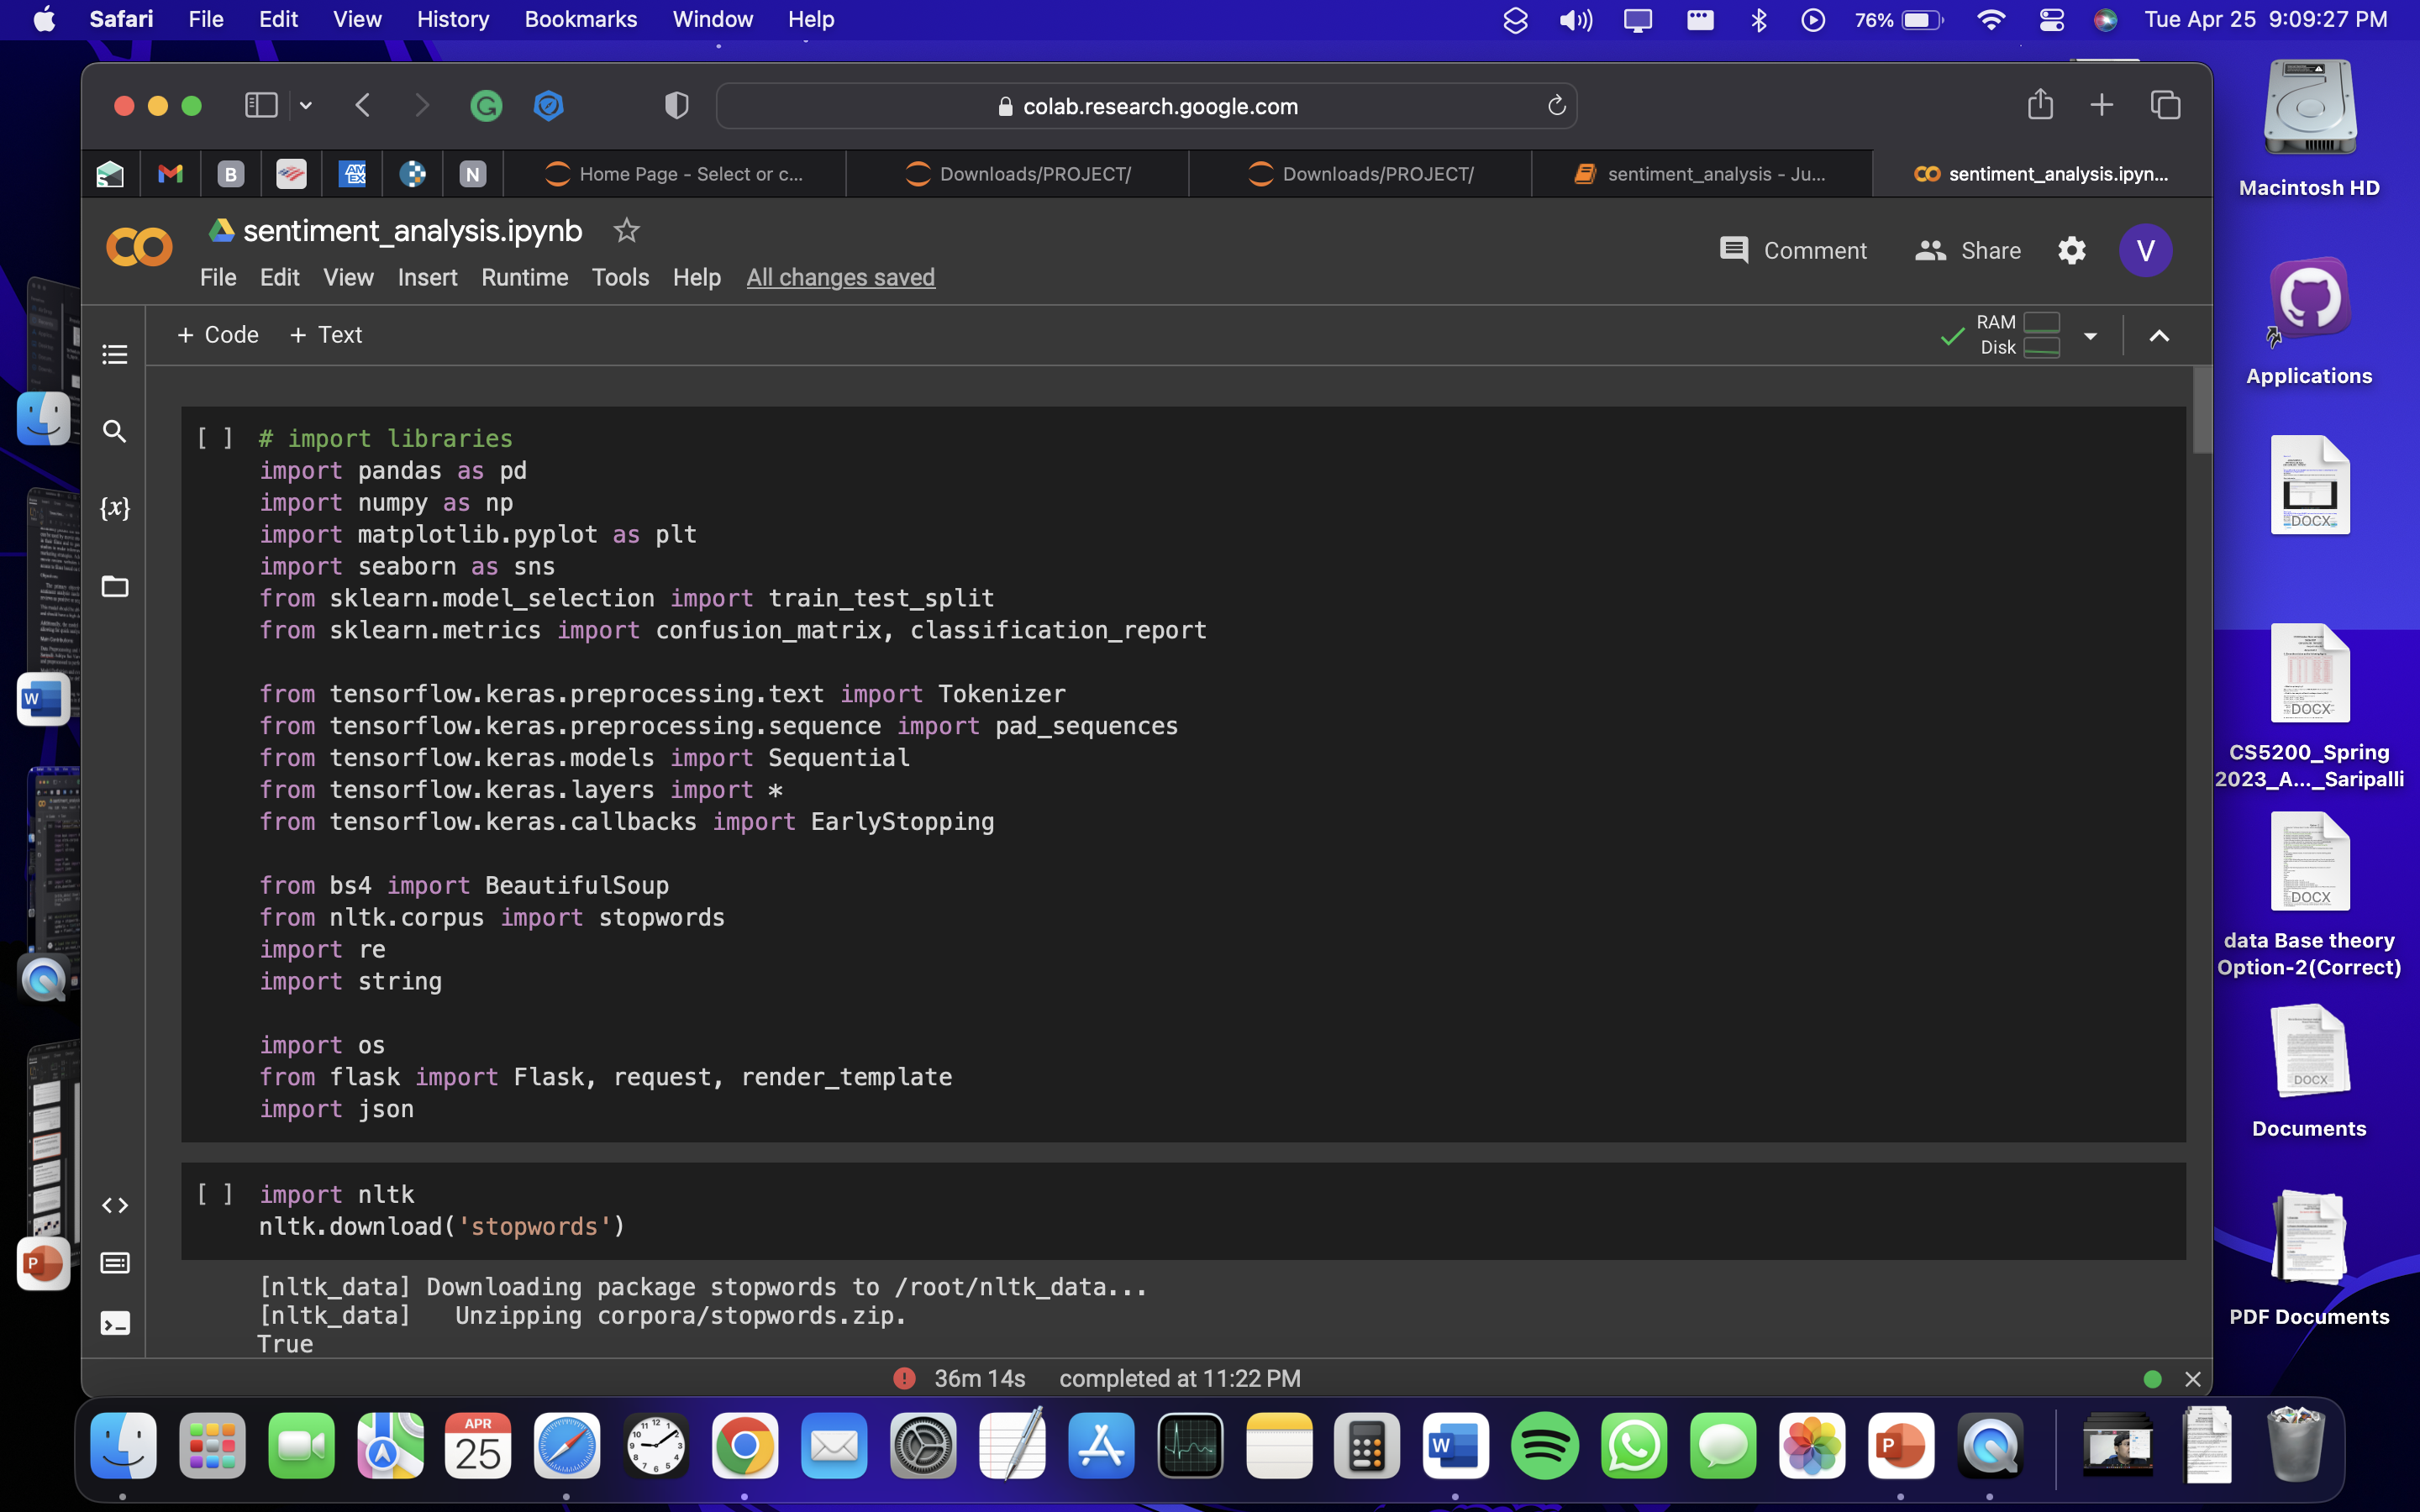 Safari File Edit View History Bookmarks Window Help 76% Tue Apr 25 9:09:27 PM
colab.research.google.com
B AM EX N Home Page - Select or c... Downloads/PROJECT/ Downloads/PROJECT/ sentiment_analysis - Ju... sentiment_analysis.ipyn...
sentiment_analysis.ipynb
Comment Share V
File Edit View Insert Runtime Tools Help All changes saved
+ Code + Text
RAM
Disk
[ ] # import libraries
import pandas as pd
import numpy as np
import matplotlib.pyplot as plt
import seaborn as sns
from sklearn.model_selection import train_test_split
from sklearn.metrics import confusion_matrix, classification_report
from tensorflow.keras.preprocessing.text import Tokenizer
from tensorflow.keras.preprocessing.sequence import pad_sequences
from tensorflow.keras.models import Sequential
from tensorflow.keras.layers import *
from tensorflow.keras.callbacks import EarlyStopping
from bs4 import BeautifulSoup
from nltk.corpus import stopwords
import re
import string
import os
from flask import Flask, request, render_template
import json
[ ] import nltk
nltk.download('stopwords')
[nltk_data] Downloading package stopwords to /root/nltk_data...
[nltk_data]   Unzipping corpora/stopwords.zip.
True
36m 14s completed at 11:22 PM
{x}
Macintosh HD
Applications
DOCX
DOCX
CS5200_Spring
2023_A..._Saripalli
DOCX
data Base theory
Option-2(Correct)
DOCX
Documents
PDF Documents
W
P
APR
25
W
P